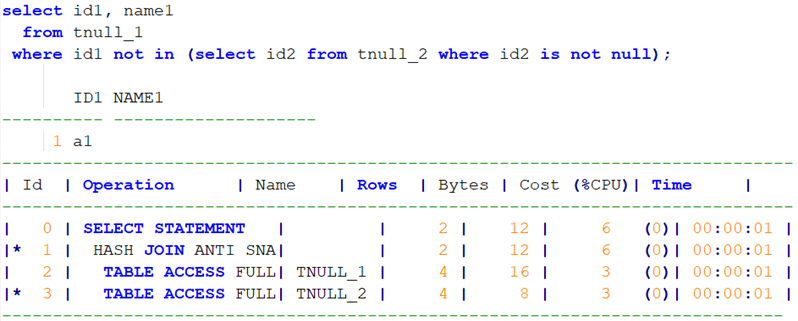 select id1, name1
  from tnull_1
 where id1 not in (select id2 from tnull_2 where id2 is not null);
       ID1 NAME1
---------- --------------------
         1 a1
-------------------------------------------------------------------------------
| Id  | Operation          | Name    | Rows  | Bytes | Cost (%CPU)| Time     |
-------------------------------------------------------------------------------
|   0 | SELECT STATEMENT   |         |     2 |    12 |     6   (0)| 00:00:01 |
|*  1 |  HASH JOIN ANTI SNA|         |     2 |    12 |     6   (0)| 00:00:01 |
|   2 |   TABLE ACCESS FULL| TNULL_1 |     4 |    16 |     3   (0)| 00:00:01 |
|*  3 |   TABLE ACCESS FULL| TNULL_2 |     4 |     8 |     3   (0)| 00:00:01 |
------------------------------------------------------------------------------